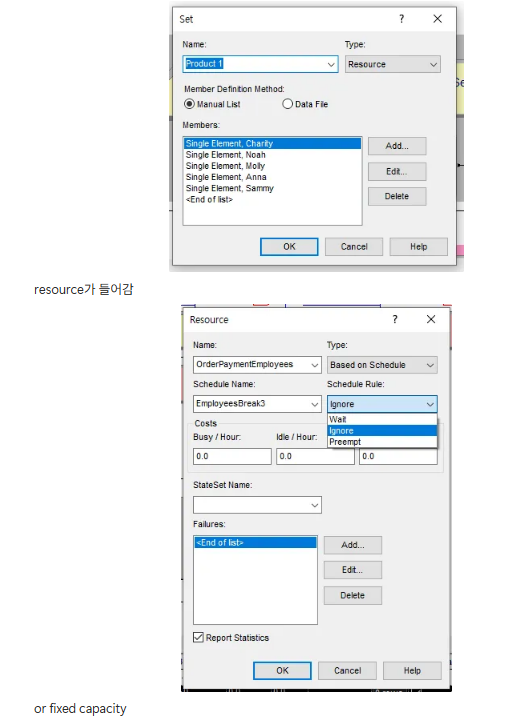 Set
? ×
Name: Type:
Product 1 Resource
Se
Member Definition Method:
Manual List Data File
Members:
Single Element, Charity
Add...
Single Element, Noah
Single Element, Molly
Edit...
Single Element, Anna
Single Element, Sammy
Delete
<End of list>
OK Cancel Help
resource가 들어감
Resource
? ×
Name: Type:
OrderPaymentEmployees Based on Schedule
Schedule Name: Schedule Rule:
EmployeesBreak3 Ignore
Wait
Ignore
Preempt
Costs
Busy / Hour: Idle / Hour:
0.0 0.0 0.0
StateSet Name:
Failures:
<End of list>
Add...
Edit...
Delete
Report Statistics
OK Cancel Help
or fixed capacity